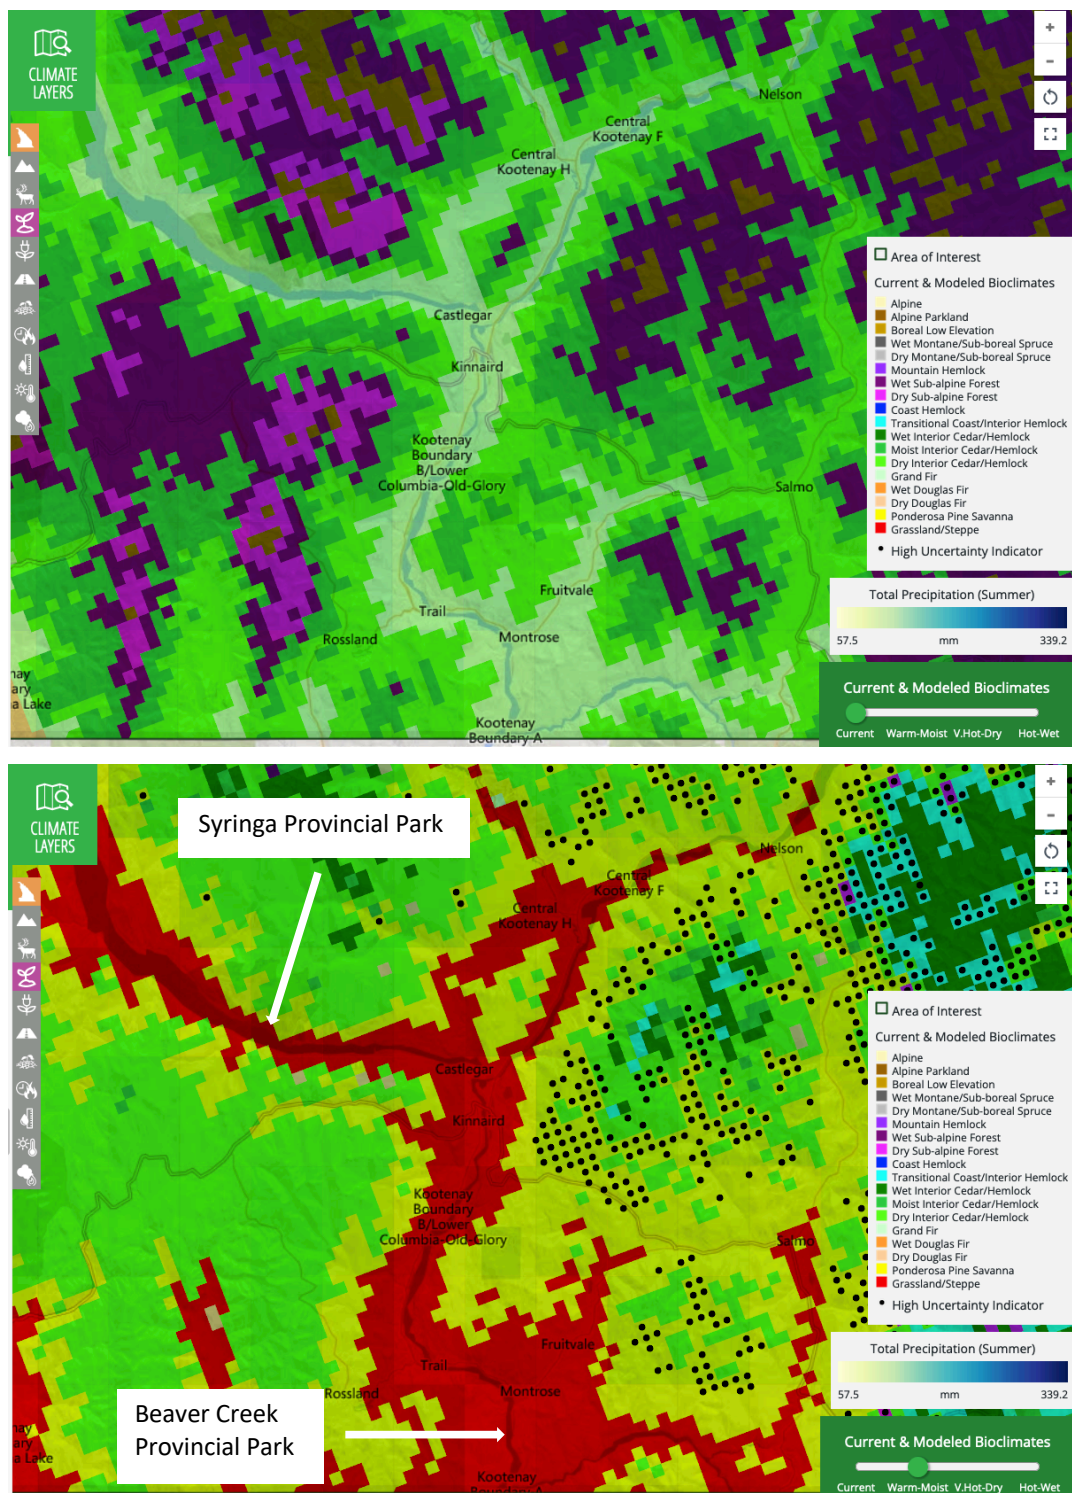 CLIMATE
LAYERS
+
-
Nelson
Central
Kootenay F
Central
Kootenay H
Castlegar
Kinnaird
Kootenay
Boundary
B/Lower
Columbia-Old-Glory
Salmo
Fruitvale
Trail
Rossland
Montrose
ary
a Lake
Kootenay
Boundary A
Area of Interest
Current & Modeled Bioclimates
Alpine
Alpine Parkland
Boreal Low Elevation
Wet Montane/Sub-boreal Spruce
Dry Montane/Sub-boreal Spruce
Mountain Hemlock
Wet Sub-alpine Forest
Dry Sub-alpine Forest
Coast Hemlock
Transitional Coast/Interior Hemlock
Wet Interior Cedar/Hemlock
Moist Interior Cedar/Hemlock
Dry Interior Cedar/Hemlock
Grand Fir
Wet Douglas Fir
Dry Douglas Fir
Ponderosa Pine Savanna
Grassland/Steppe
High Uncertainty Indicator
Total Precipitation (Summer)
57.5 mm 339.2
Current & Modeled Bioclimates
Current Warm-Moist V.Hot-Dry Hot-Wet
CLIMATE
LAYERS
+
-
Syringa Provincial Park
Nelson
Central
Kootenay F
Central
Kootenay H
Castlegar
Kinnaird
Kootenay
Boundary
B/Lower
Columbia-Old-Glory
Salmo
Fruitvale
Trail
Rossland
Montrose
Beaver Creek
Provincial Park
ary
a Lake
Kootenay
Boundary A
Area of Interest
Current & Modeled Bioclimates
Alpine
Alpine Parkland
Boreal Low Elevation
Wet Montane/Sub-boreal Spruce
Dry Montane/Sub-boreal Spruce
Mountain Hemlock
Wet Sub-alpine Forest
Dry Sub-alpine Forest
Coast Hemlock
Transitional Coast/Interior Hemlock
Wet Interior Cedar/Hemlock
Moist Interior Cedar/Hemlock
Dry Interior Cedar/Hemlock
Grand Fir
Wet Douglas Fir
Dry Douglas Fir
Ponderosa Pine Savanna
Grassland/Steppe
High Uncertainty Indicator
Total Precipitation (Summer)
57.5 mm 339.2
Current & Modeled Bioclimates
Current Warm-Moist V.Hot-Dry Hot-Wet